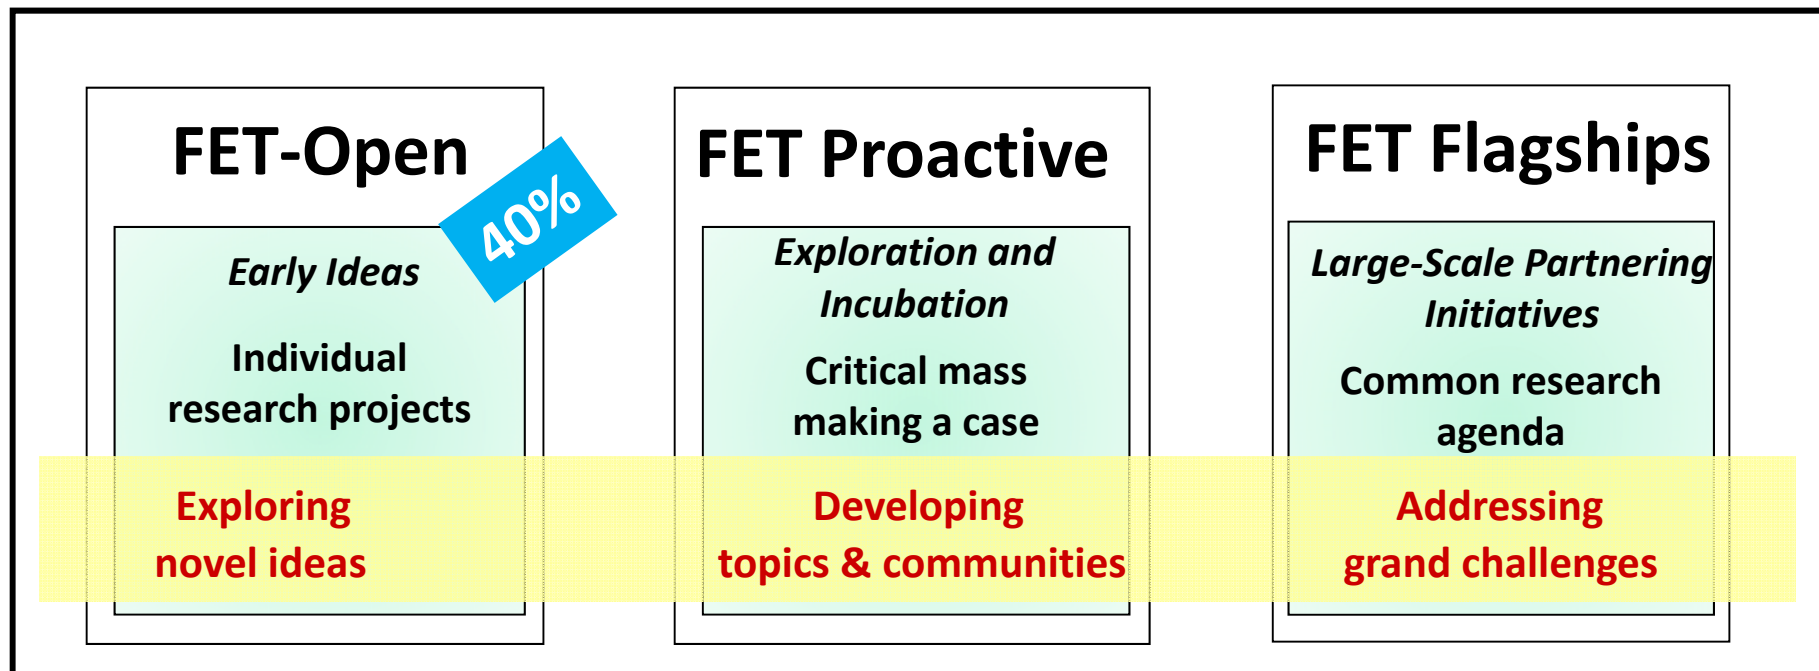 FET-Open
40%
Early Ideas
Individual
research projects
Exploring
novel ideas
FET Proactive
Exploration and
Incubation
Critical mass
making a case
Developing
topics & communities
FET Flagships
Large-Scale Partnering
Initiatives
Common research
agenda
Addressing
grand challenges